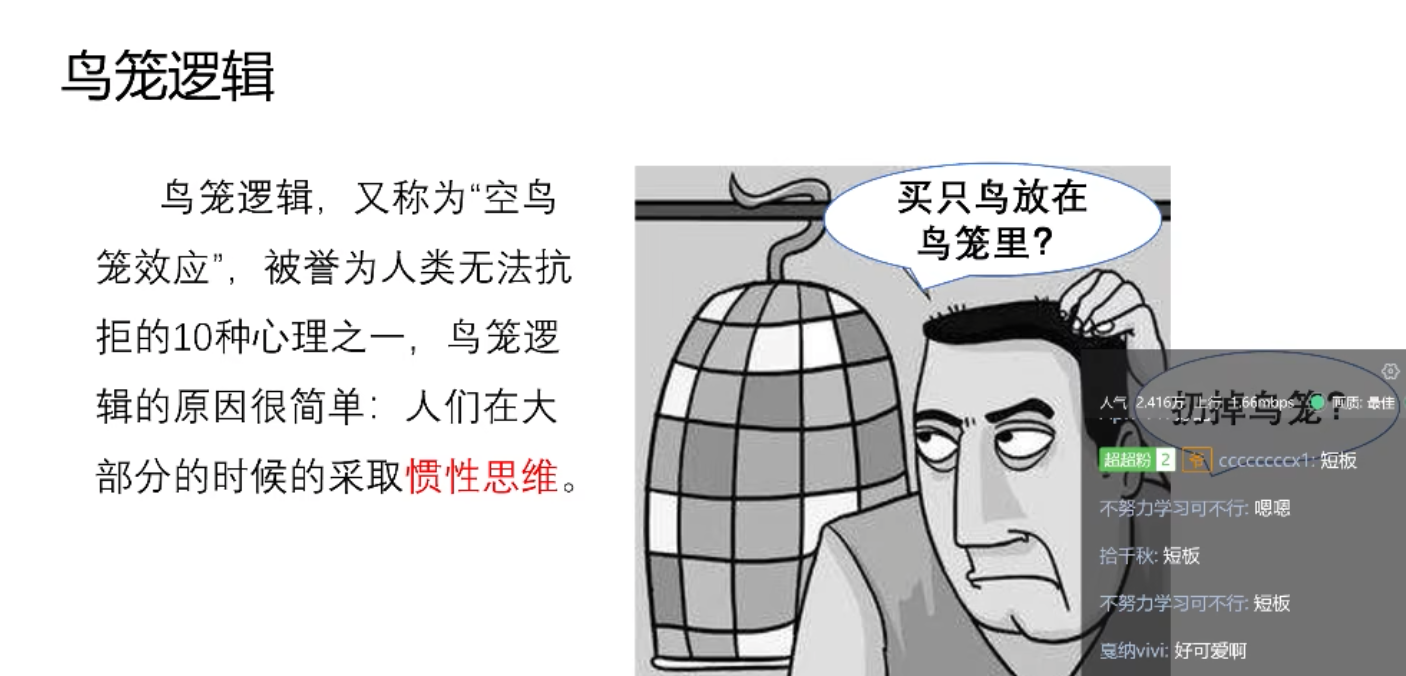 鸟笼逻辑
鸟笼逻辑，又称为“空鸟
笼效应”，被誉为人类无法抗
拒的10种心理之一，鸟笼逻
辑的原因很简单：人们在大
部分的时候的采取惯性思维。
买只鸟放在
鸟笼里？
扔掉鸟笼？
人气 2.416万 上行 1.66mbps 画质: 最佳
超超粉 2 爷 cccccccccx1: 短板
不努力学习可不行: 嗯嗯
拾千秋: 短板
不努力学习可不行: 短板
戛纳vivi: 好可爱啊